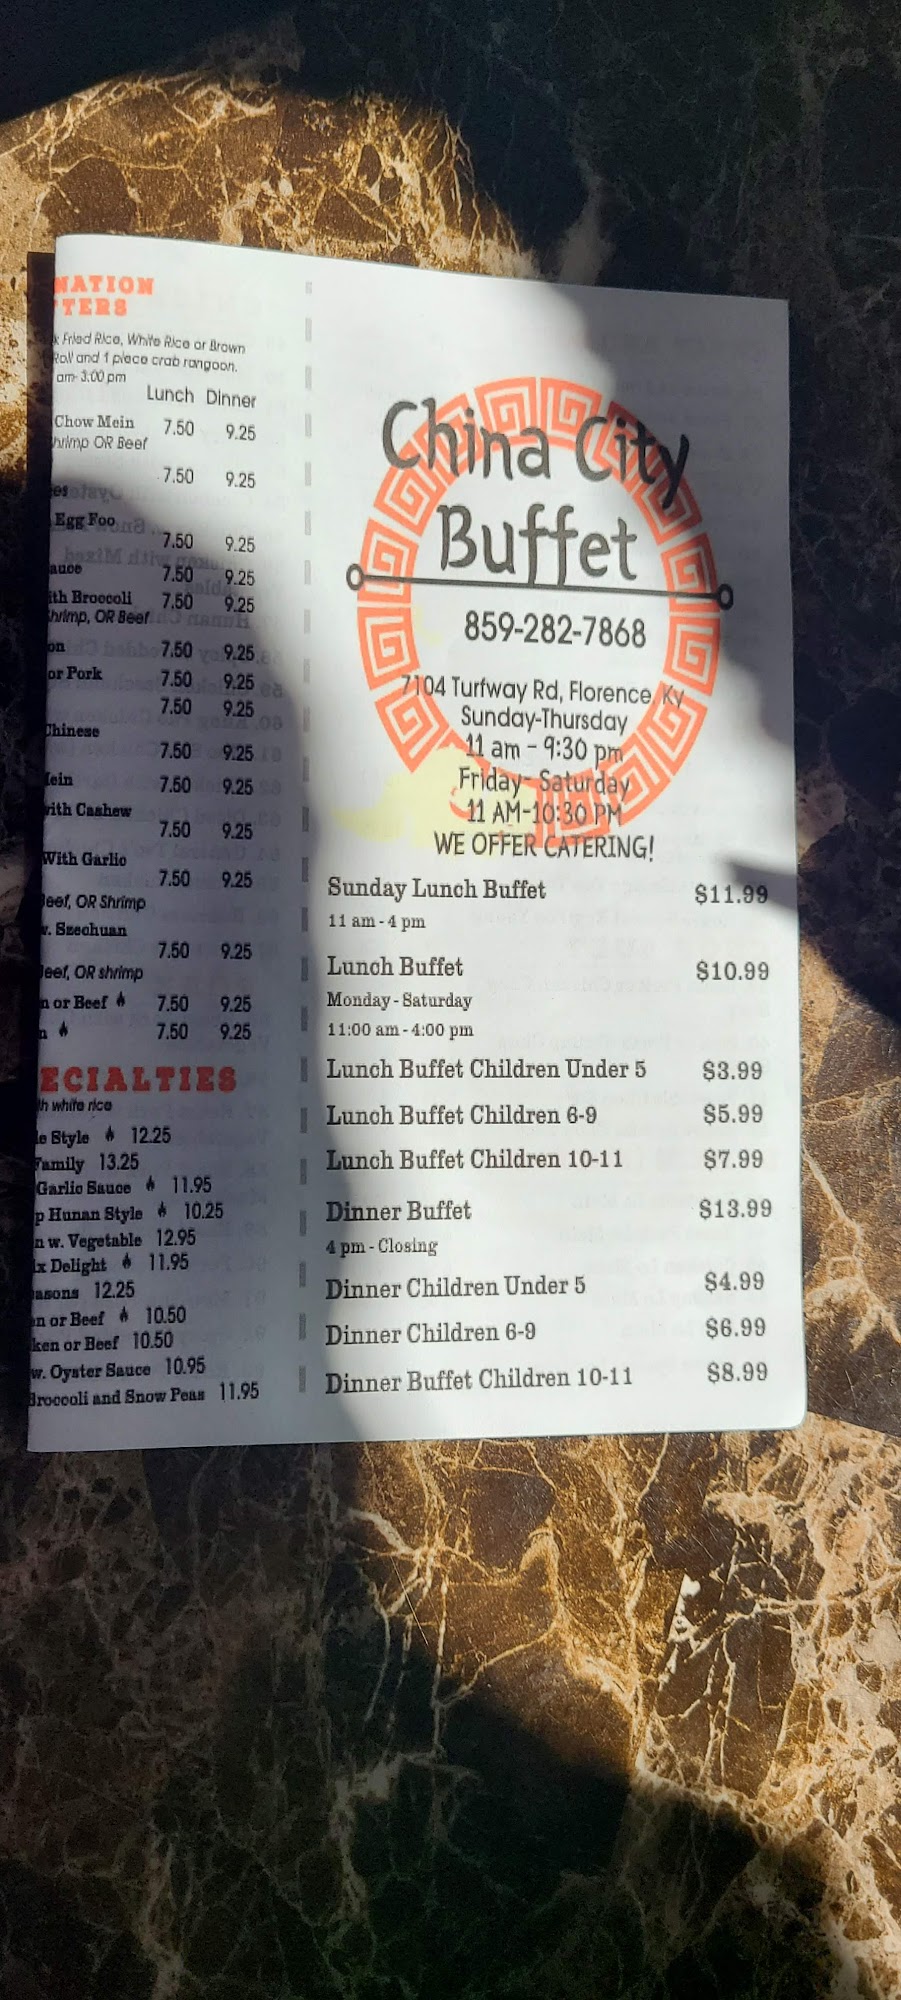 NATION
TERS
Fried Rice, White Rice or Brown
Roll and 1 piece crab rangoon.
am- 3:00 pm
Lunch Dinner
Chow Mein 7.50 9.25
hrimp OR Beef
7.50 9.25
es
Egg Foo
7.50 9.25
auce 7.50 9.25
ith Broccoli 7.50 9.25
hrimp, OR Beef
on 7.50 9.25
or Pork 7.50 9.25
7.50 9.25
Chinese
7.50 9.25
Mein 7.50 9.25
with Cashew
7.50 9.25
With Garlic
7.50 9.25
Beef, OR Shrimp
w. Szechuan
7.50 9.25
Beef, OR shrimp
n or Beef 7.50 9.25
n 7.50 9.25
ECIALTIES
th white rice
le Style 12.25
Family 13.25
Garlic Sauce 11.95
p Hunan Style 10.25
n w. Vegetable 12.95
ix Delight 11.95
asons 12.25
n or Beef 10.50
ken or Beef 10.50
w. Oyster Sauce 10.95
Broccoli and Snow Peas 11.95
China City
Buffet
859-282-7868
7104 Turfway Rd, Florence, Ky
Sunday-Thursday
11 am - 9:30 pm
Friday- Saturday
11 AM-10:30 PM
WE OFFER CATERING!
Sunday Lunch Buffet $11.99
11 am - 4 pm
Lunch Buffet $10.99
Monday - Saturday
11:00 am - 4:00 pm
Lunch Buffet Children Under 5 $3.99
Lunch Buffet Children 6-9 $5.99
Lunch Buffet Children 10-11 $7.99
Dinner Buffet $13.99
4 pm - Closing
Dinner Children Under 5 $4.99
Dinner Children 6-9 $6.99
Dinner Buffet Children 10-11 $8.99